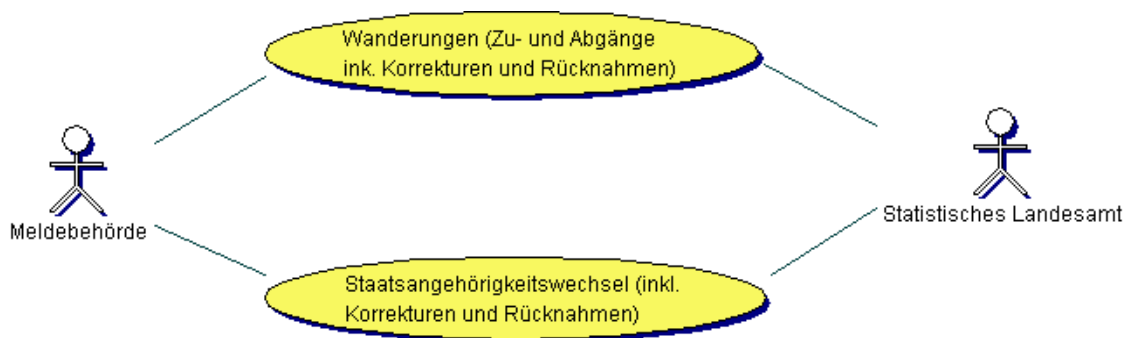 Wanderungen (Zu- und Abgänge
ink. Korrekturen und Rücknahmen)
Meldebehörde
Statistisches Landesamt
Staatsangehörigkeitswechsel (inkl.
Korrekturen und Rücknahmen)